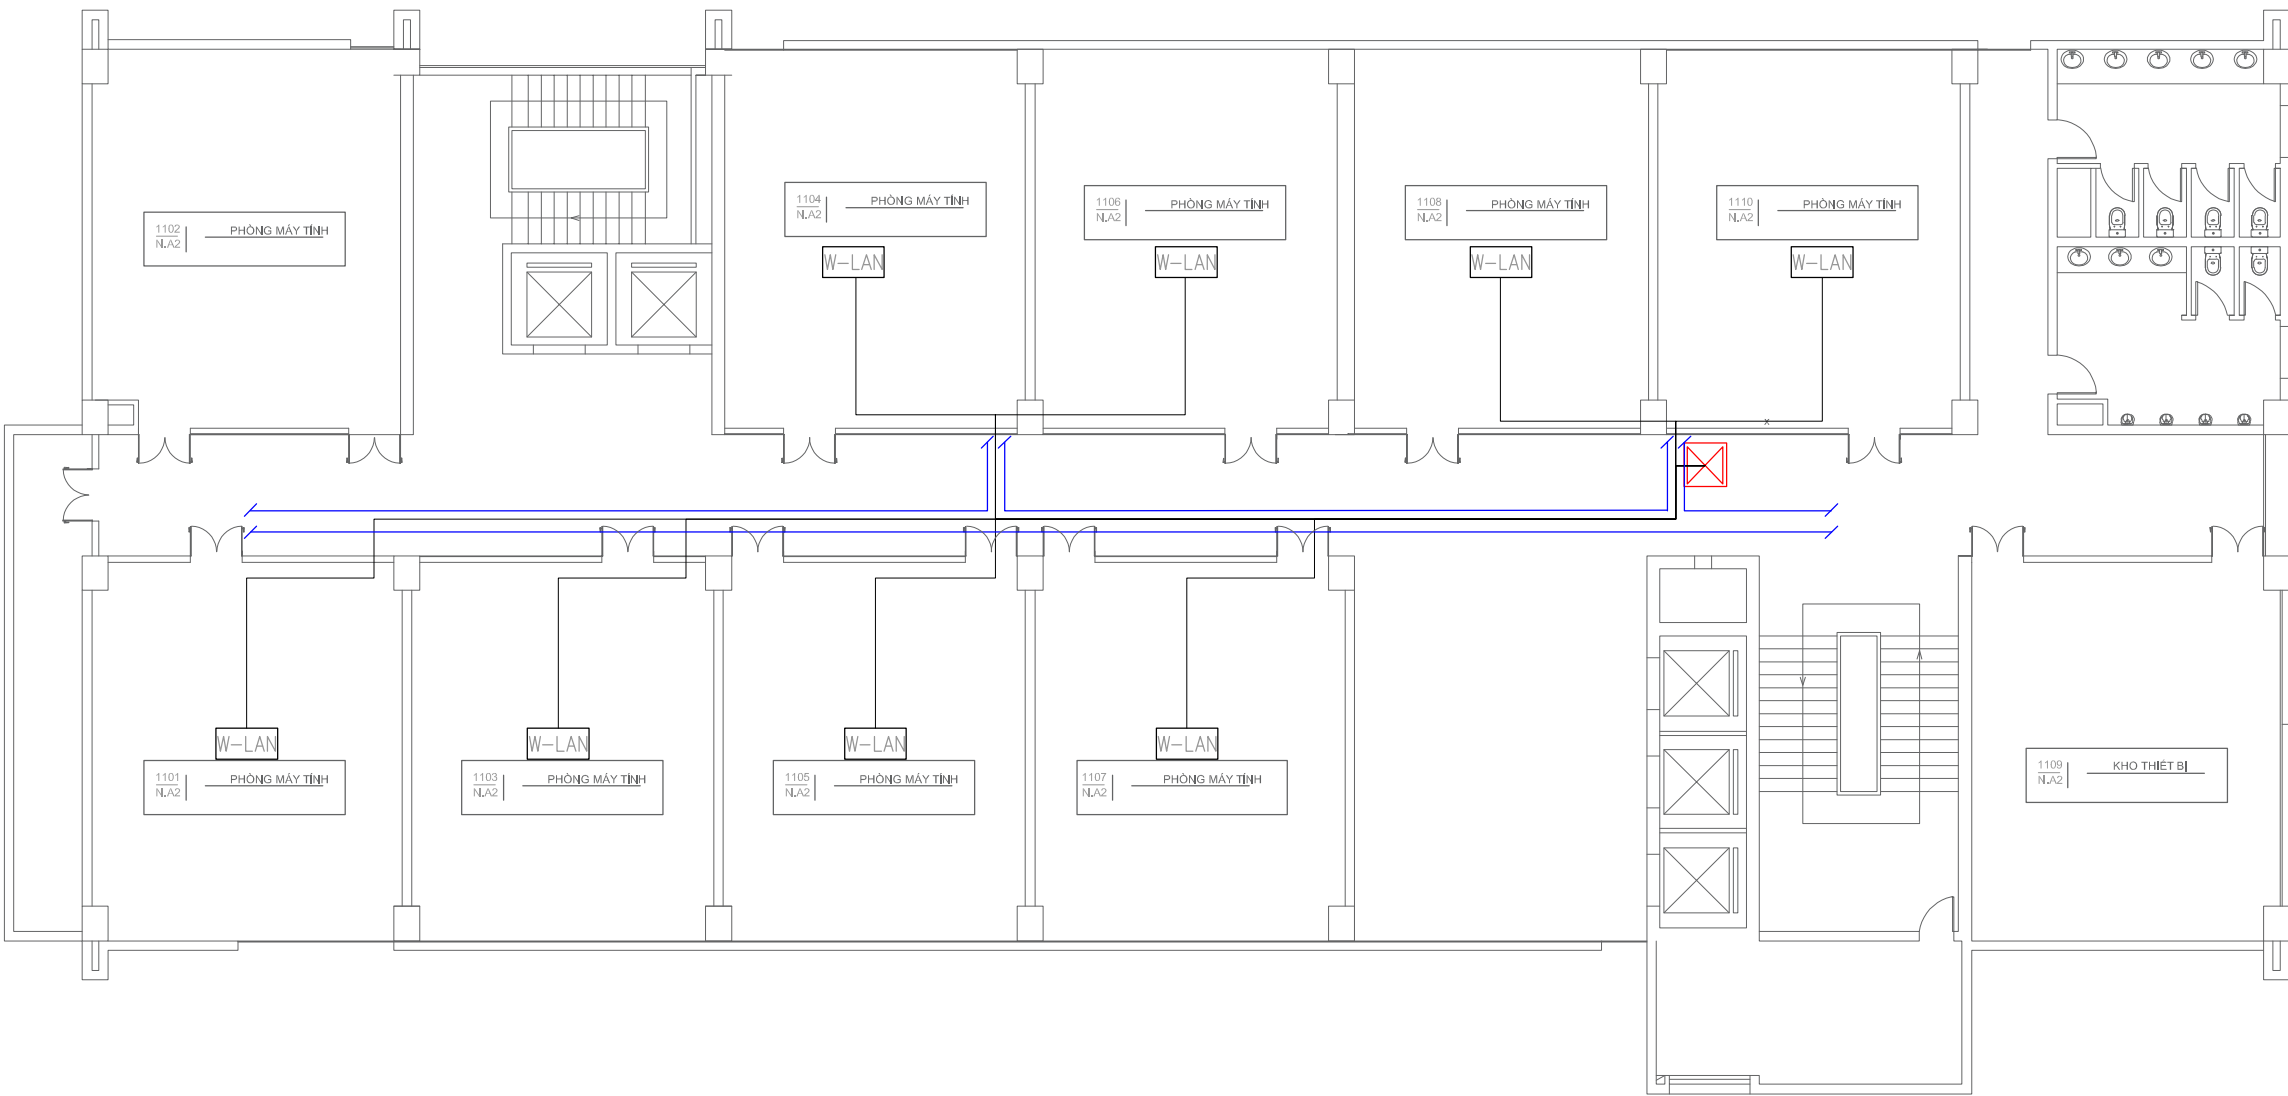 1104
N.A2
PHÒNG MÁY TÍNH
1106
N.A2
PHÒNG MÁY TÍNH
1108
N.A2
PHÒNG MÁY TÍNH
1110
N.A2
PHÒNG MÁY TÍNH
1102
N.A2
PHÒNG MÁY TÍNH
W-LAN
W-LAN
W-LAN
W-LAN
x
W-LAN
W-LAN
W-LAN
W-LAN
1101
N.A2
PHÒNG MÁY TÍNH
1103
N.A2
PHÒNG MÁY TÍNH
1105
N.A2
PHÒNG MÁY TÍNH
1107
N.A2
PHÒNG MÁY TÍNH
1109
N.A2
KHO THIẾT BỊ